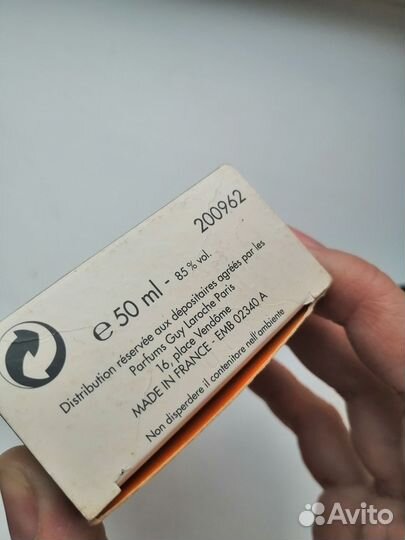 200962
e 50 ml - 85 % vol.
Distribution réservée aux dépositaires agréés par les
Parfums Guy Laroche Paris
16, place Vendôme
MADE IN FRANCE - EMB 02340 A
Non disperdere il contenitore nell'ambiente
Avito